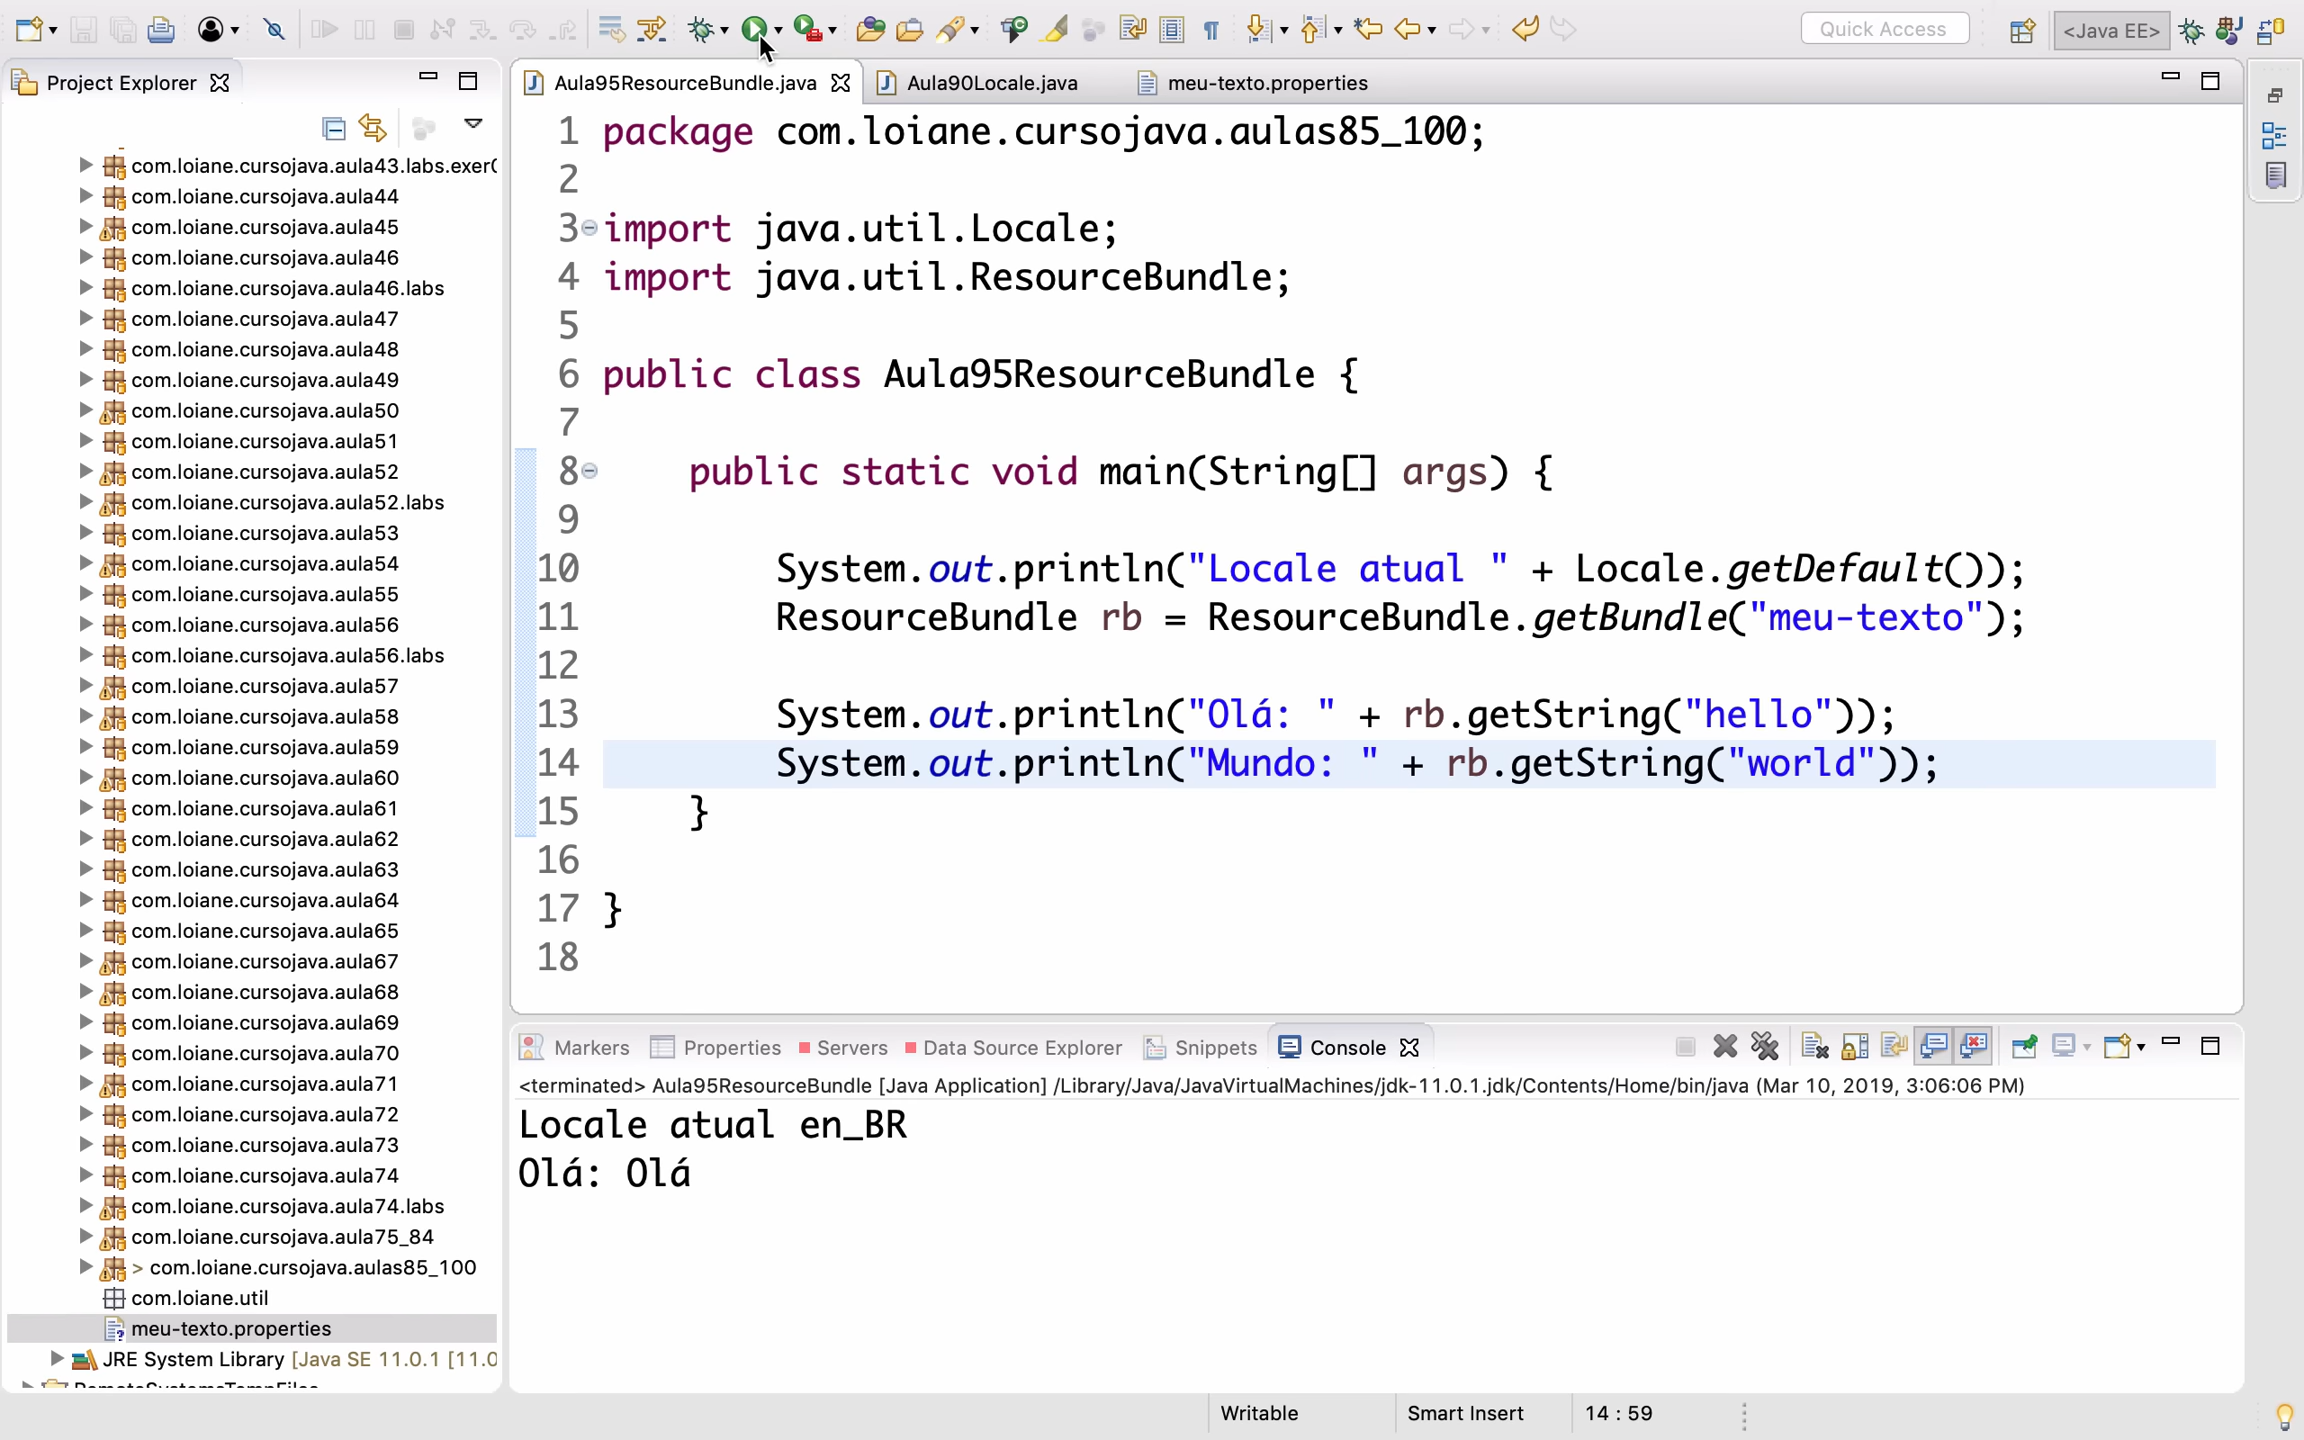 Quick Access
<Java EE>
Project Explorer
com.loiane.cursojava.aula43.labs.exer
com.loiane.cursojava.aula44
com.loiane.cursojava.aula45
com.loiane.cursojava.aula46
com.loiane.cursojava.aula46.labs
com.loiane.cursojava.aula47
com.loiane.cursojava.aula48
com.loiane.cursojava.aula49
com.loiane.cursojava.aula50
com.loiane.cursojava.aula51
com.loiane.cursojava.aula52
com.loiane.cursojava.aula52.labs
com.loiane.cursojava.aula53
com.loiane.cursojava.aula54
com.loiane.cursojava.aula55
com.loiane.cursojava.aula56
com.loiane.cursojava.aula56.labs
com.loiane.cursojava.aula57
com.loiane.cursojava.aula58
com.loiane.cursojava.aula59
com.loiane.cursojava.aula60
com.loiane.cursojava.aula61
com.loiane.cursojava.aula62
com.loiane.cursojava.aula63
com.loiane.cursojava.aula64
com.loiane.cursojava.aula65
com.loiane.cursojava.aula67
com.loiane.cursojava.aula68
com.loiane.cursojava.aula69
com.loiane.cursojava.aula70
com.loiane.cursojava.aula71
com.loiane.cursojava.aula72
com.loiane.cursojava.aula73
com.loiane.cursojava.aula74
com.loiane.cursojava.aula74.labs
com.loiane.cursojava.aula75_84
> com.loiane.cursojava.aulas85_100
com.loiane.util
meu-texto.properties
JRE System Library [Java SE 11.0.1 [11.0
Aula95ResourceBundle.java Aula90Locale.java meu-texto.properties
1 package com.loiane.cursojava.aulas85_100;
2
3 import java.util.Locale;
4 import java.util.ResourceBundle;
5
6 public class Aula95ResourceBundle {
7
8 public static void main(String[] args) {
9
10 System.out.println("Locale atual " + Locale.getDefault());
11 ResourceBundle rb = ResourceBundle.getBundle("meu-texto");
12
13 System.out.println("Olá: " + rb.getString("hello"));
14 System.out.println("Mundo: " + rb.getString("world"));
15 }
16
17 }
18
Markers Properties Servers Data Source Explorer Snippets Console
<terminated> Aula95ResourceBundle [Java Application] /Library/Java/JavaVirtualMachines/jdk-11.0.1.jdk/Contents/Home/bin/java (Mar 10, 2019, 3:06:06 PM)
Locale atual en_BR
Olá: Olá
Writable Smart Insert 14 : 59